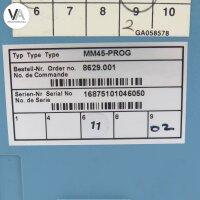 VA
6 7 8 9 10
2
GA058578
Typ Type Type MM45-PROG
Bestell-Nr. Order no. 8629.001
No. de Commande
Serien-Nr Serial No 16875101046050
No. de Serie
1 4 6 8 9
11 02